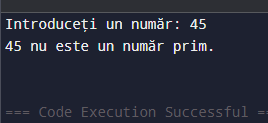 Introduceți un număr: 45
45 nu este un număr prim.
=== Code Execution Successful ==